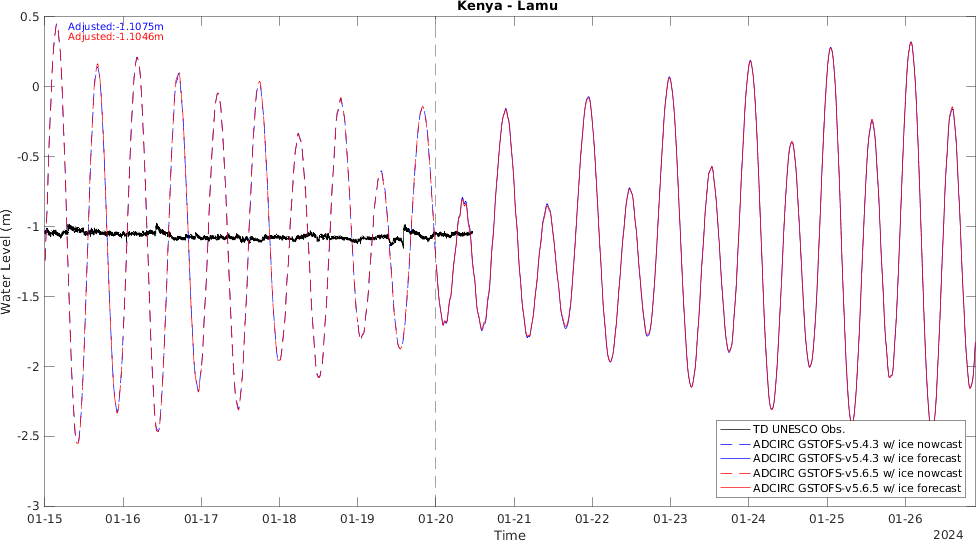 Kenya - Lamu
Adjusted:-1.1075m
Adjusted:-1.1046m
0.5
0
-0.5
-1
-1.5
-2
-2.5
-3
Water Level (m)
TD UNESCO Obs.
ADCIRC GSTOFS-v5.4.3 w/ ice nowcast
ADCIRC GSTOFS-v5.4.3 w/ ice forecast
ADCIRC GSTOFS-v5.6.5 w/ ice nowcast
ADCIRC GSTOFS-v5.6.5 w/ ice forecast
01-15 01-16 01-17 01-18 01-19 01-20 01-21 01-22 01-23 01-24 01-25 01-26
Time
2024